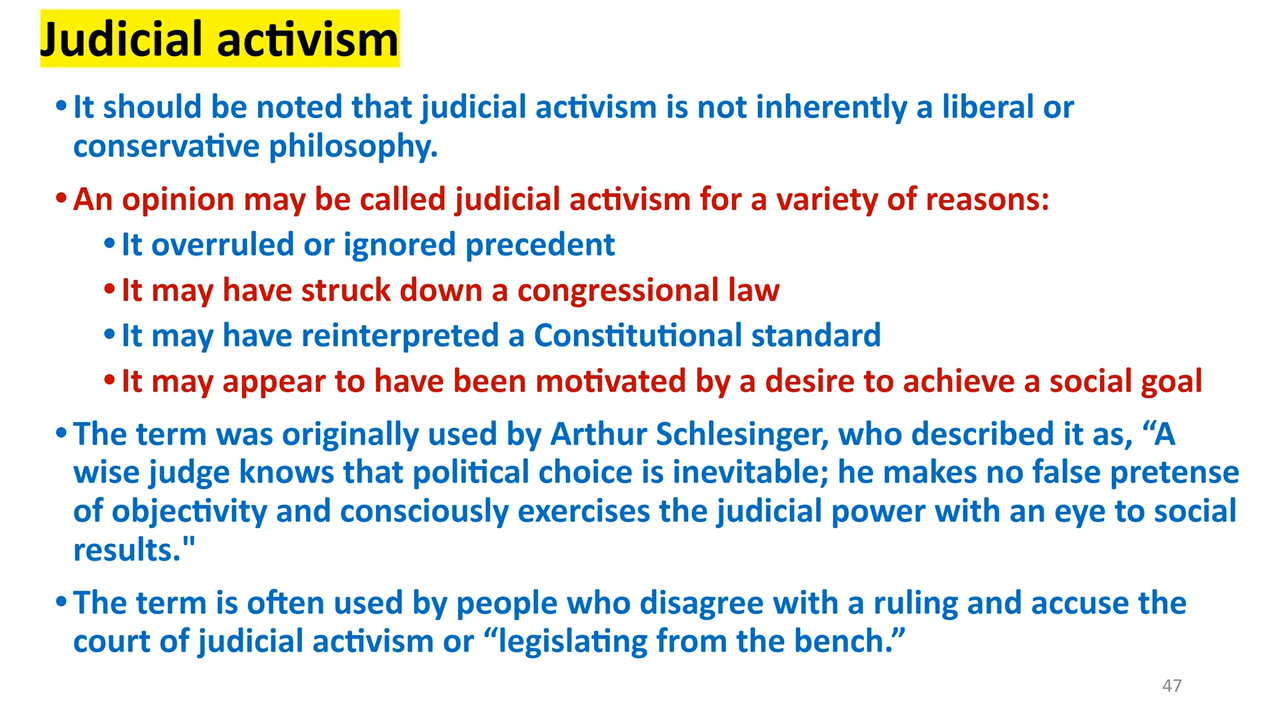 Judicial activism
• It should be noted that judicial activism is not inherently a liberal or
conservative philosophy.
• An opinion may be called judicial activism for a variety of reasons:
• It overruled or ignored precedent
• It may have struck down a congressional law
• It may have reinterpreted a Constitutional standard
• It may appear to have been motivated by a desire to achieve a social goal
• The term was originally used by Arthur Schlesinger, who described it as, “A
wise judge knows that political choice is inevitable; he makes no false pretense
of objectivity and consciously exercises the judicial power with an eye to social
results."
• The term is often used by people who disagree with a ruling and accuse the
court of judicial activism or “legislating from the bench.”
47